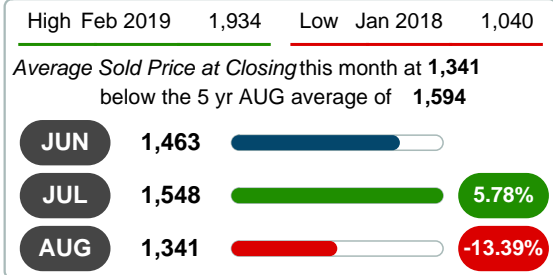 High Feb 2019 1,934 Low Jan 2018 1,040
Average Sold Price at Closing this month at 1,341
below the 5 yr AUG average of 1,594
JUN 1,463
JUL 1,548 5.78%
AUG 1,341 -13.39%